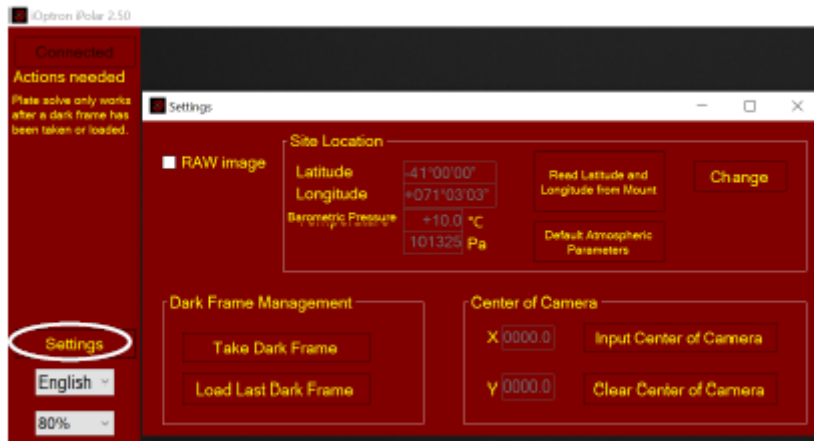 iOptron iPolar 2.50
Connected
Actions needed
Plate solve only works
after a dark frame has
been taken or loaded.
Settings
English
80%
Settings
RAW image
Site Location
Latitude
-41°00'00"
Longitude
+071°03'03"
Barometric Pressure
Temperature
+10.0 °C
101325 Pa
Read Latitude and
Longitude from Mount
Default Atmospheric
Parameters
Change
Dark Frame Management
Take Dark Frame
Load Last Dark Frame
Center of Camera
X 0000.0
Input Center of Camera
Y 0000.0
Clear Center of Camera